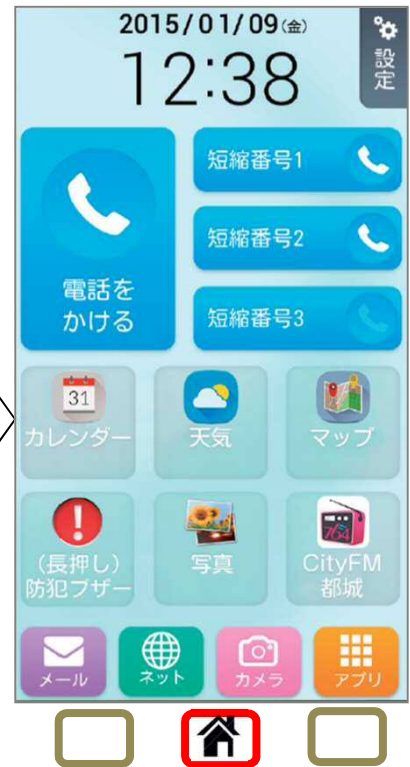 2015/01/09(金)
12:38
設定
電話を
かける
短縮番号1
短縮番号2
短縮番号3
31
カレンダー
天気
マップ
(長押し)
防犯ブザー
写真
764
CityFM
都城
メール
ネット
カメラ
アプリ